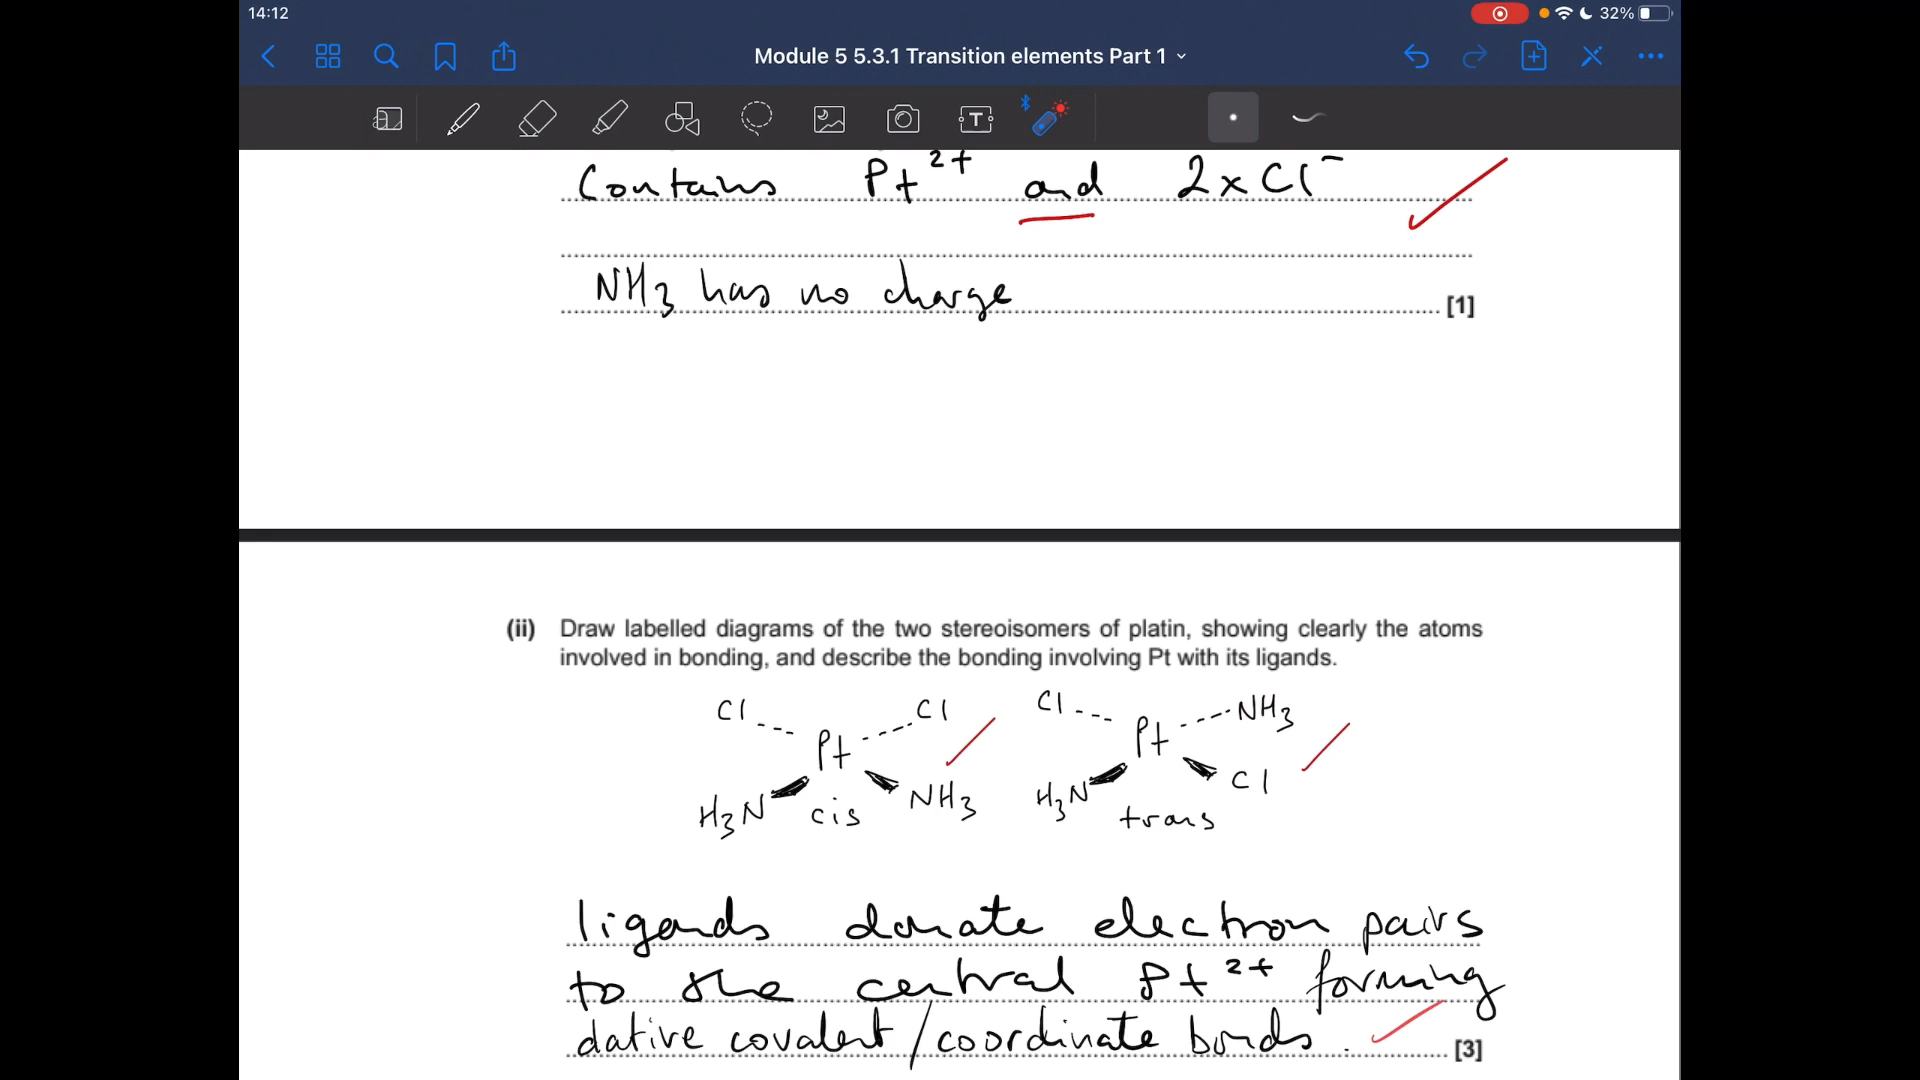 14:12
32%
Module 5 5.3.1 Transition elements Part 1
Contains Pt²⁺ and 2xCl⁻
NH₃ has no charge
[1]
(ii) Draw labelled diagrams of the two stereoisomers of platin, showing clearly the atoms
involved in bonding, and describe the bonding involving Pt with its ligands.
Cl Cl Cl NH₃
Pt Pt
H₃N cis NH₃ H₃N trans Cl
ligands donate electron pairs
to the central Pt²⁺ forming
dative covalent/coordinate bonds.
[3]